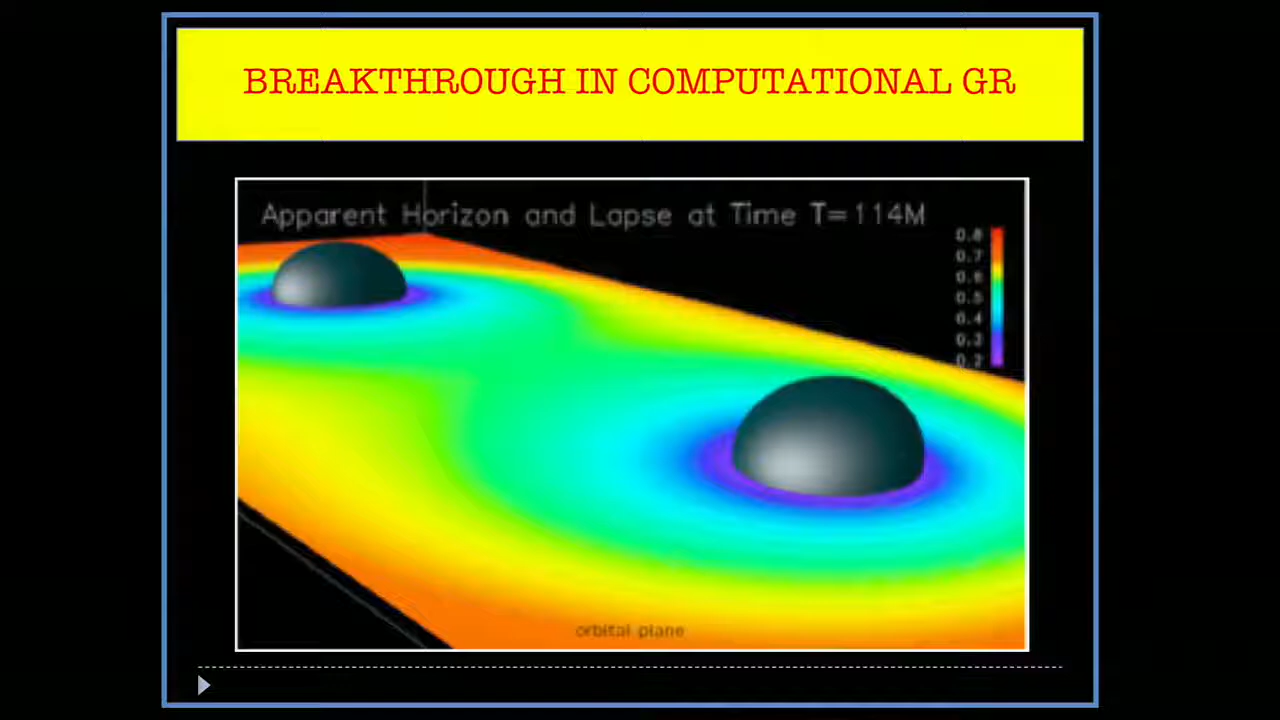 BREAKTHROUGH IN COMPUTATIONAL GR
Apparent Horizon and Lapse at Time T=114M
0.8
0.7
0.6
0.5
0.4
0.3
0.2
orbital plane